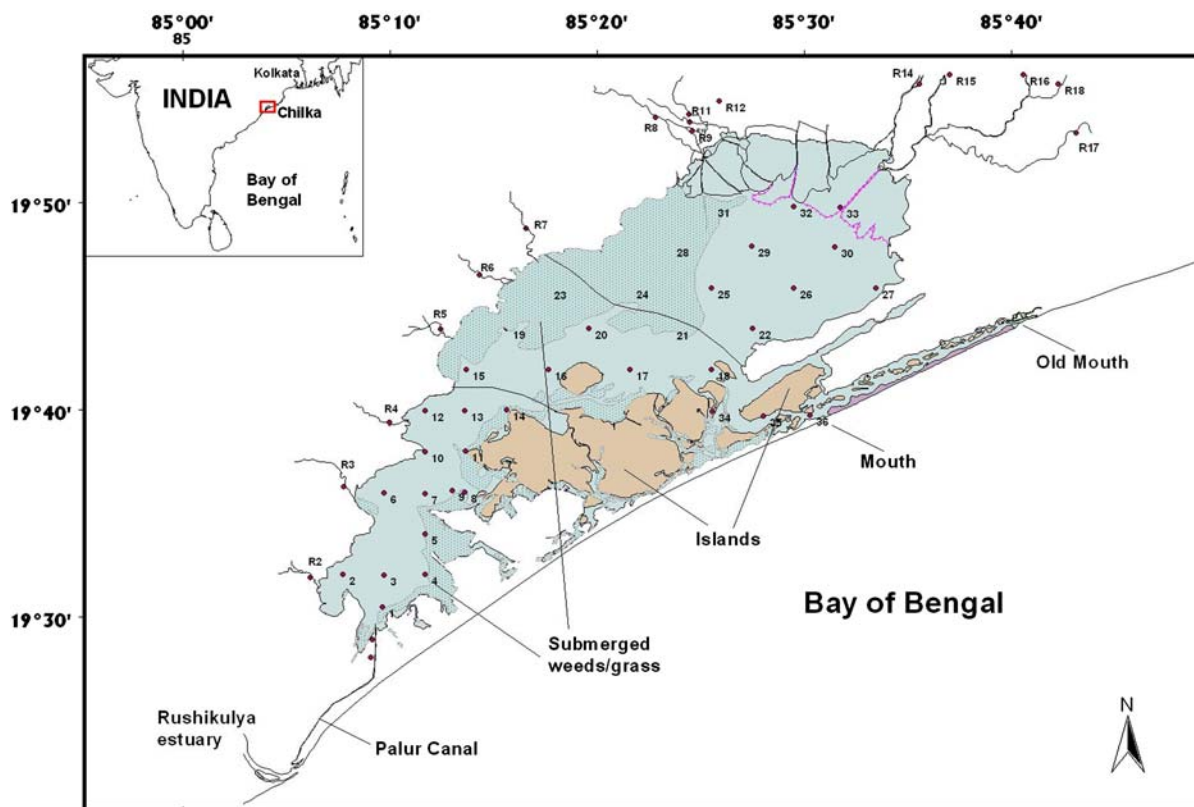 85°00' 85°10' 85°20' 85°30' 85°40'
85
Kolkata
INDIA
Chilka
Bay of
Bengal
R14 R15 R16 R18
R11 R12
R8 R9
R17
19°50'
31 32 33
R7
28 29 30
R6
23 24 25 26 27
R5
19 20 21 22
Old Mouth
15 16 17 18
19°40'
R4 12 13 14 34 35 36
Mouth
10 11
R3
6 7 9 8
Islands
5
R2
2 3 4
Bay of Bengal
19°30'
1
Submerged
weeds/grass
Rushikulya
estuary
Palur Canal
N